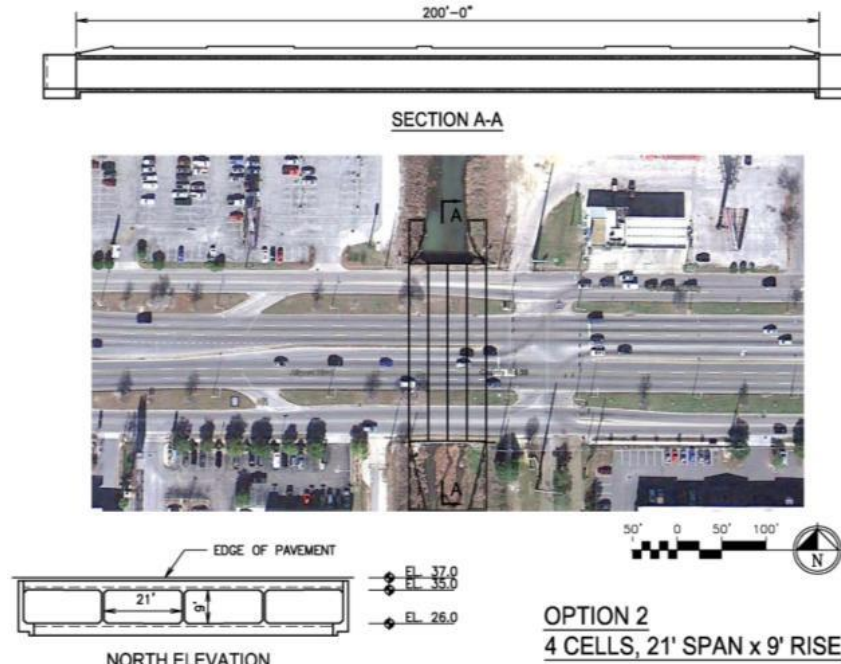 200'-0"
SECTION A-A
A
A
50' 0 50' 100'
N
EDGE OF PAVEMENT
EL. 37.0
EL. 35.0
21'
9'
EL. 26.0
NORTH ELEVATION
OPTION 2
4 CELLS, 21' SPAN x 9' RISE